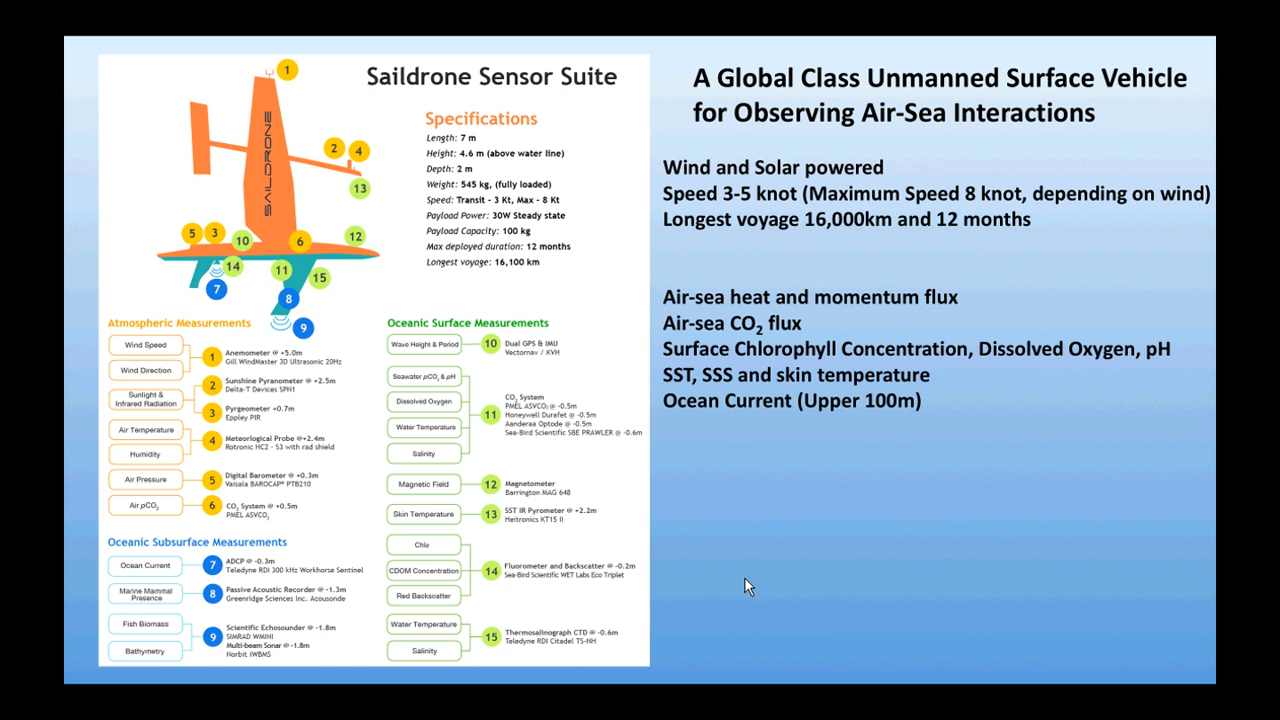 Saildrone Sensor Suite
SAILDRONE
1
2
4
13
5
3
10
6
12
14
11
15
7
8
9
Specifications
Length: 7 m
Height: 4.6 m (above water line)
Depth: 2 m
Weight: 545 kg, (fully loaded)
Speed: Transit - 3 Kt, Max - 8 Kt
Payload Power: 30W Steady state
Payload Capacity: 100 kg
Max deployed duration: 12 months
Longest voyage: 16,100 km
Atmospheric Measurements
Wind Speed
Wind Direction
1
Anemometer @ +5.0m
Gill WindMaster 3D Ultrasonic 20Hz
Sunlight &
Infrared Radiation
2
Sunshine Pyranometer @ +2.5m
Delta-T Devices SPN1
3
Pyrgeometer +0.7m
Eppley PIR
Air Temperature
Humidity
4
Meteorlogical Probe @+2.4m
Rotronic HC2 - S3 with rad shield
Air Pressure
5
Digital Barometer @ +0.3m
Vaisala BAROCAP® PTB210
Air pCO2
6
CO2 System @ +0.5m
PMEL ASVCO2
Oceanic Subsurface Measurements
Ocean Current
7
ADCP @ -0.3m
Teledyne RDI 300 kHz Workhorse Sentinel
Marine Mammal
Presence
8
Passive Acoustic Recorder @ -1.3m
Greenridge Sciences Inc. Acousonde
Fish Biomass
Bathymetry
9
Scientific Echosounder @ -1.8m
SIMRAD WMINI
Multi-beam Sonar @ -1.8m
Norbit iWBMS
Oceanic Surface Measurements
Wave Height & Period
10
Dual GPS & IMU
Vectornav / KVH
Seawater pCO2 & pH
Dissolved Oxygen
Water Temperature
Salinity
11
CO2 System
PMEL ASVCO2 @ -0.5m
Honeywell Durafet @ -0.5m
Aanderaa Optode @ -0.5m
Sea-Bird Scientific SBE PRAWLER @ -0.6m
Magnetic Field
12
Magnetometer
Barrington MAG 648
Skin Temperature
13
SST IR Pyrometer @ +2.2m
Heitronics KT15 II
Chla
CDOM Concentration
Red Backscatter
14
Fluorometer and Backscatter @ -0.2m
Sea-Bird Scientific WET Labs Eco Triplet
Water Temperature
Salinity
15
Thermosalinograph CTD @ -0.6m
Teledyne RDI Citadel TS-NH
A Global Class Unmanned Surface Vehicle
for Observing Air-Sea Interactions
Wind and Solar powered
Speed 3-5 knot (Maximum Speed 8 knot, depending on wind)
Longest voyage 16,000km and 12 months
Air-sea heat and momentum flux
Air-sea CO2 flux
Surface Chlorophyll Concentration, Dissolved Oxygen, pH
SST, SSS and skin temperature
Ocean Current (Upper 100m)